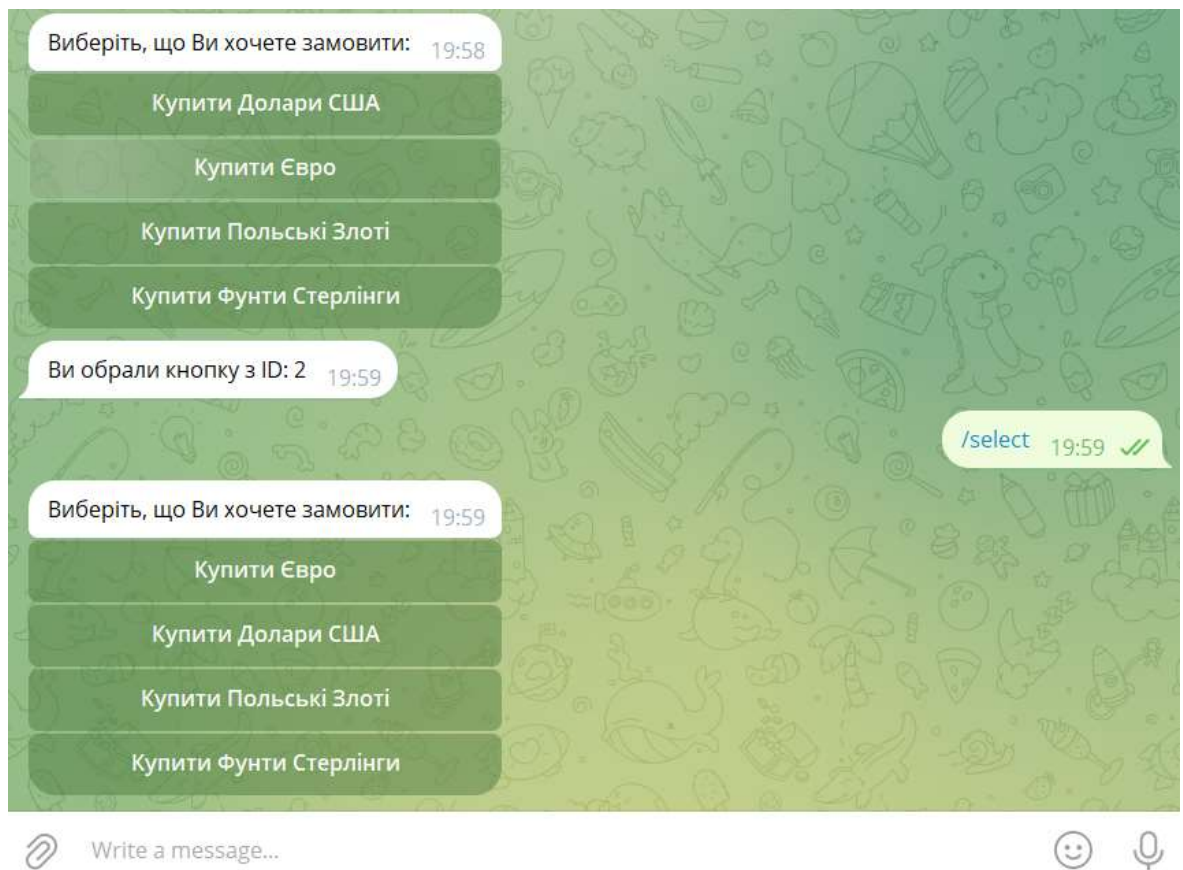 Виберіть, що Ви хочете замовити: 19:58
Купити Долари США
Купити Євро
Купити Польські Злоті
Купити Фунти Стерлінги
Ви обрали кнопку з ID: 2 19:59
/select 19:59
Виберіть, що Ви хочете замовити: 19:59
Купити Євро
Купити Долари США
Купити Польські Злоті
Купити Фунти Стерлінги
Write a message...